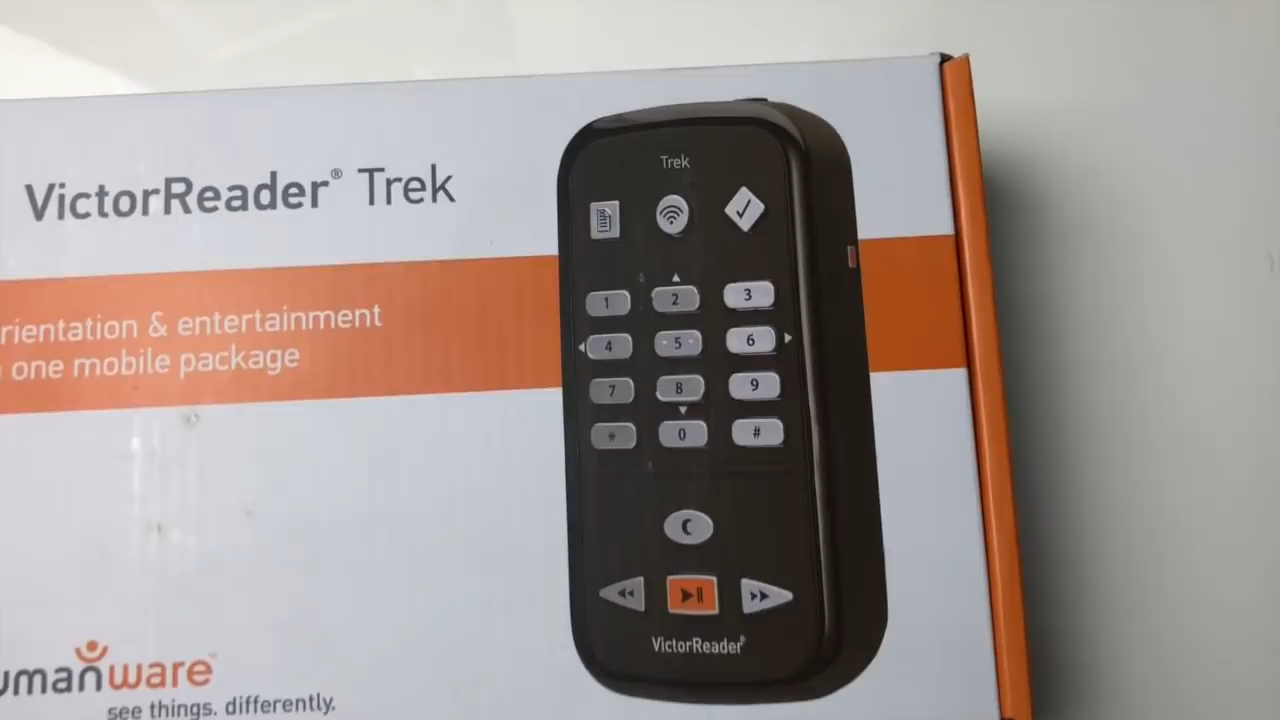 VictorReader® Trek
rientation & entertainment
one mobile package
umanware™
see things. differently.
Trek
1 2 3
4 5 6
7 8 9
* 0 #
VictorReader®